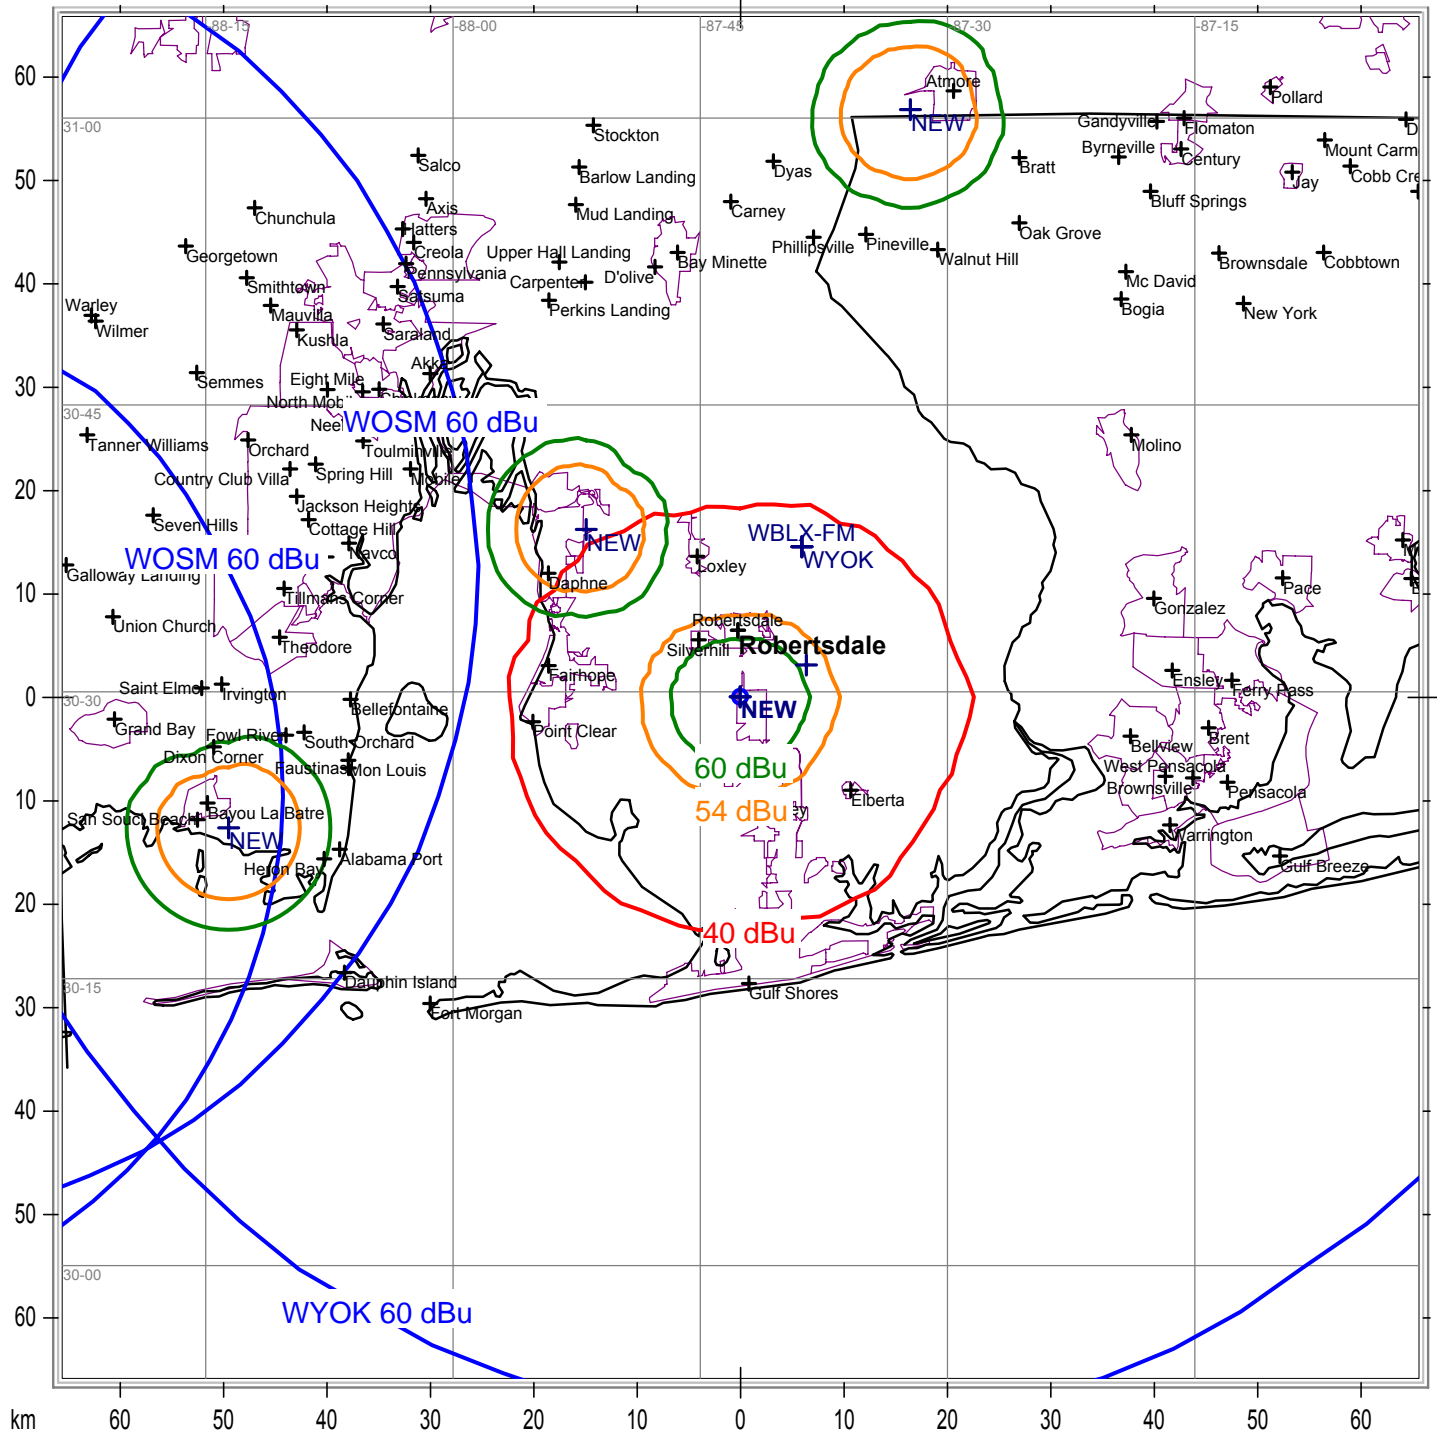 88-15
-88-00
-87-45
-87-30
-87-15
60
Atmore
Pollard
NEW
31-00
Stockton
Gandyville
Flomaton
D
Salco
Byrneville
Century
Mount Carm
50
Barlow Landing
Dyas
Bratt
Jay
Cobb Cre
Chunchula
Axis
Mud Landing
Carney
Bluff Springs
Creola
Upper Hall Landing
Phillipsville
Pineville
Oak Grove
Georgetown
Pennsylvania
Bay Minette
Walnut Hill
Brownsdale
Cobbtown
40
Smithtown
Satsuma
Carpenter
D'olive
Mc David
Warley
Mauvilla
Perkins Landing
Bogia
New York
Wilmer
Kushla
Saraland
30
Semmes
Eight Mile
Akka
North Mobi
30-45
WOSM 60 dBu
Neel
Tanner Williams
Orchard
Toulminville
Molino
Country Club Villa
Spring Hill
Mobile
20
Jackson Heights
Seven Hills
Cottage Hill
NEW
WBLX-FM
WOSM 60 dBu
Navco
Loxley
WYOK
10
Galloway Landing
Daphne
Pace
Tillmans Corner
Gonzalez
Union Church
Robertsdale
Theodore
Silverhill
Robertsdale
0
30-30
Saint Elmo
Irvington
Fairhope
Ensley
Ferry Pass
Bellefontaine
NEW
Grand Bay
Fowl River
South Orchard
Point Clear
Bellview
Brent
Dixon Corner
Faustinas
Mon Louis
60 dBu
West Pensacola
10
Brownsville
Pensacola
San Souci Beach
Bayou La Batre
54 dBu
Elberta
NEW
Alabama Port
Warrington
Heron Bay
Gulf Breeze
20
40 dBu
30-15
Dauphin Island
Gulf Shores
30
Fort Morgan
40
50
30-00
60
WYOK 60 dBu
km
60
50
40
30
20
10
0
10
20
30
40
50
60